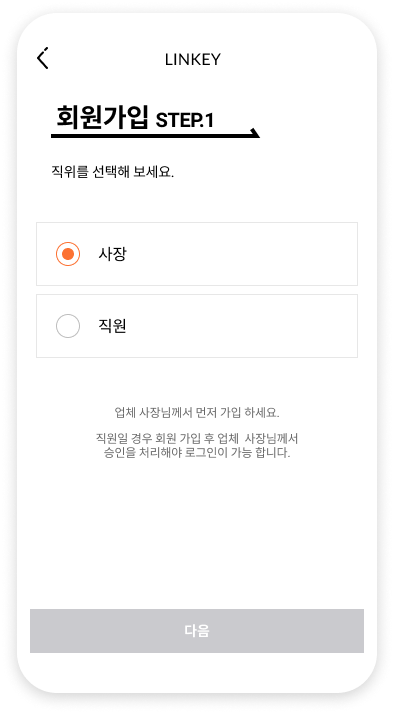 LINKEY
회원가입 STEP.1
직위를 선택해 보세요.
사장
직원
업체 사장님께서 먼저 가입 하세요.
직원일 경우 회원 가입 후 업체 사장님께서
승인을 처리해야 로그인이 가능 합니다.
다음